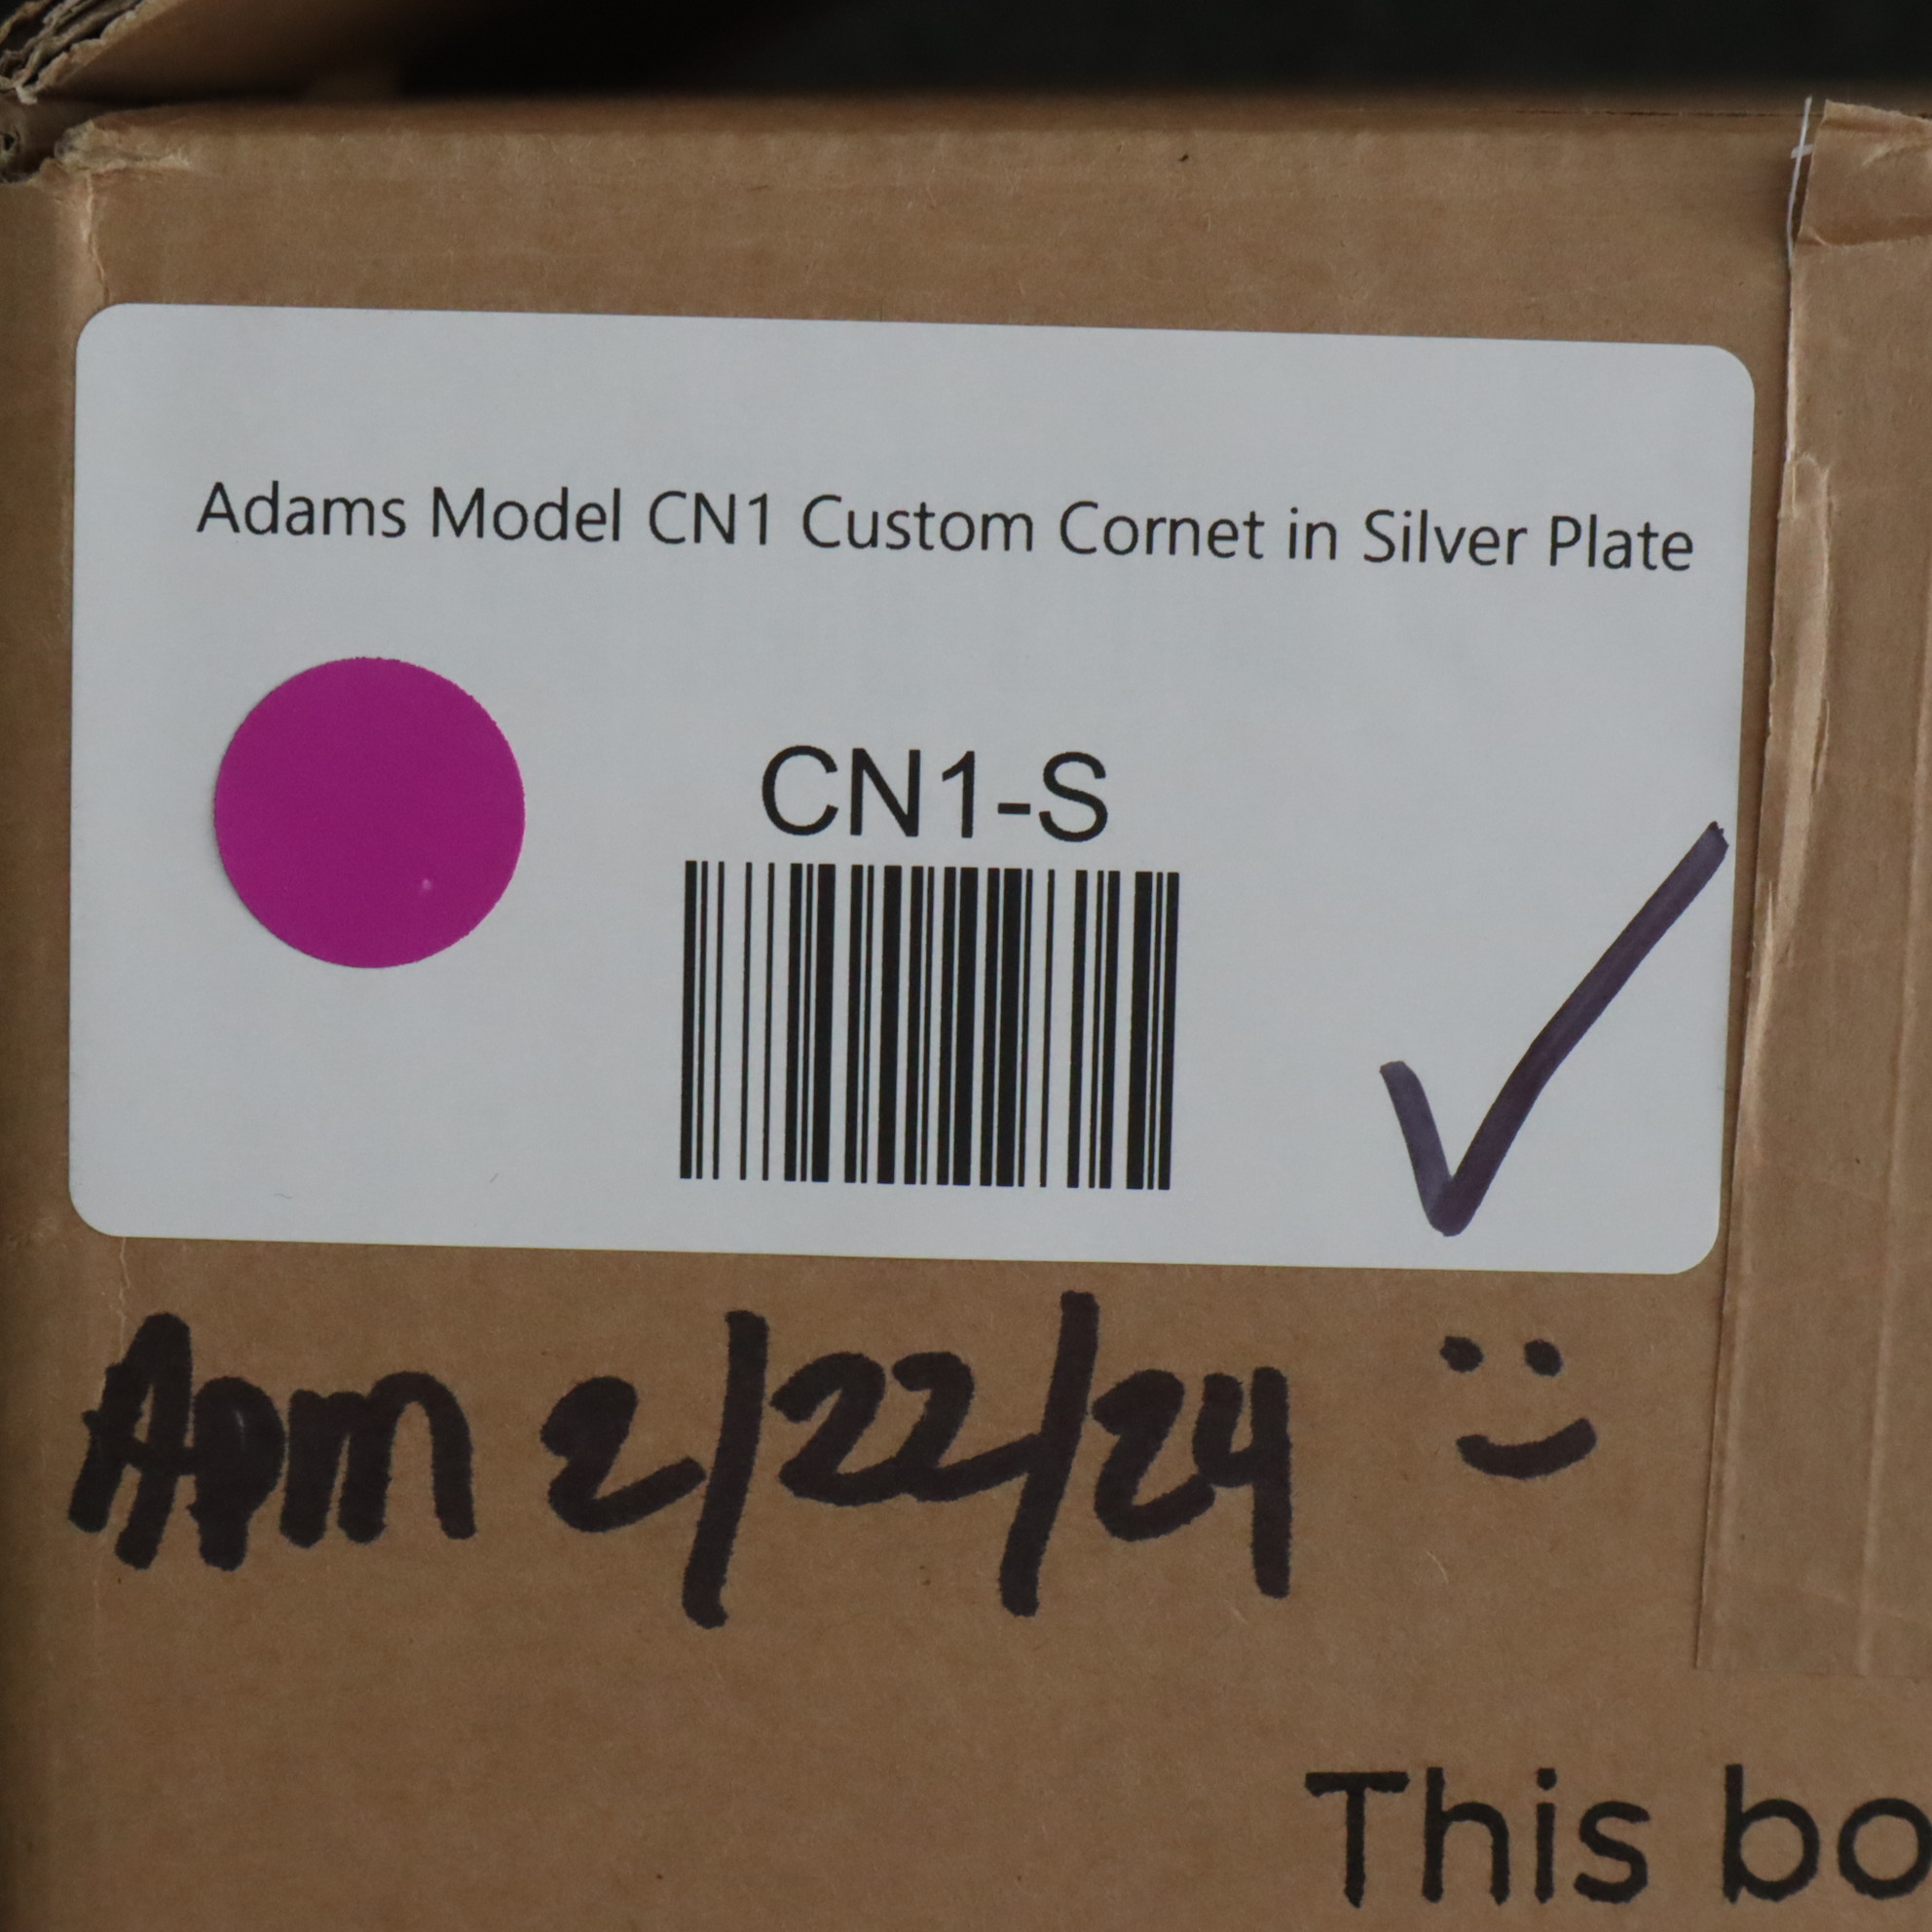 Adams Model CN1 Custom Cornet in Silver Plate
CN1-S
ADM 2/22/24
This bo